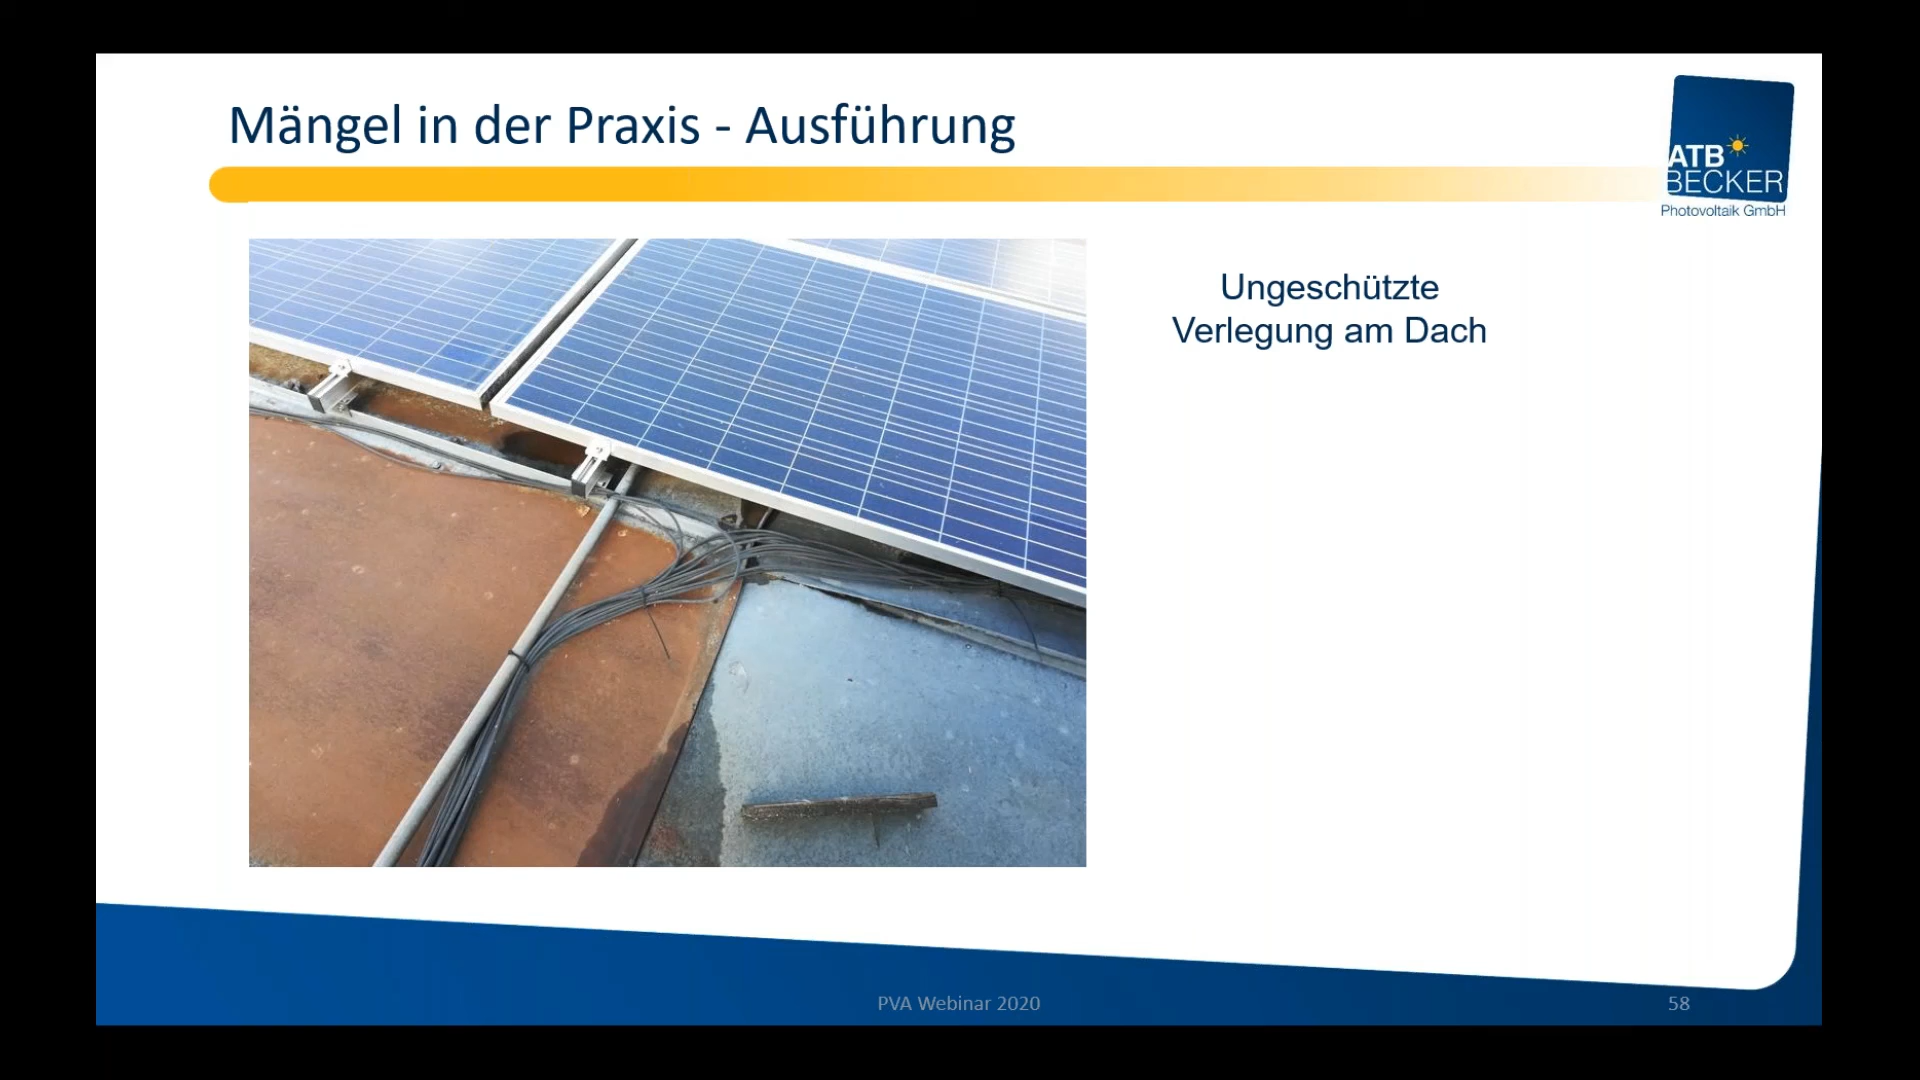 Mängel in der Praxis - Ausführung
ATB
BECKER
Photovoltaik GmbH
Ungeschützte
Verlegung am Dach
PVA Webinar 2020
58